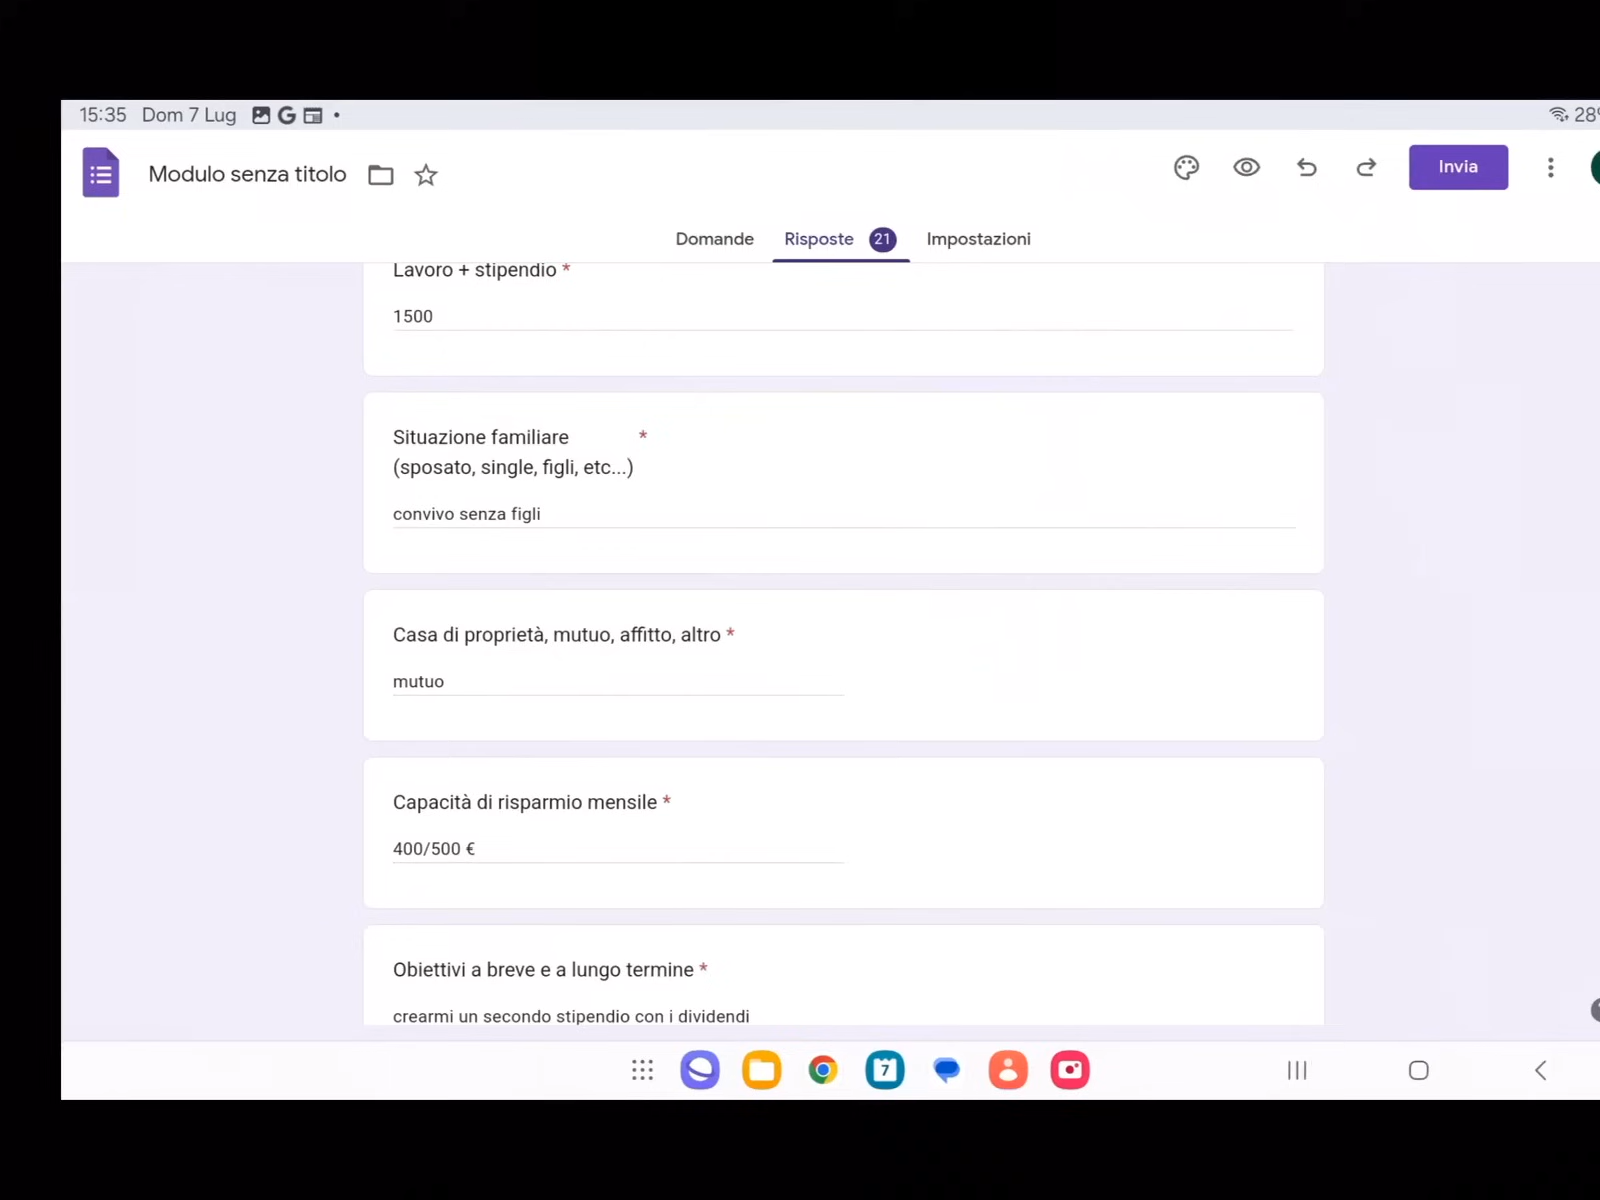 15:35 Dom 7 Lug
28
Modulo senza titolo
Invia
Domande Risposte 21 Impostazioni
Lavoro + stipendio *
1500
Situazione familiare *
(sposato, single, figli, etc...)
convivo senza figli
Casa di proprietà, mutuo, affitto, altro *
mutuo
Capacità di risparmio mensile *
400/500 €
Obiettivi a breve e a lungo termine *
crearmi un secondo stipendio con i dividendi
7